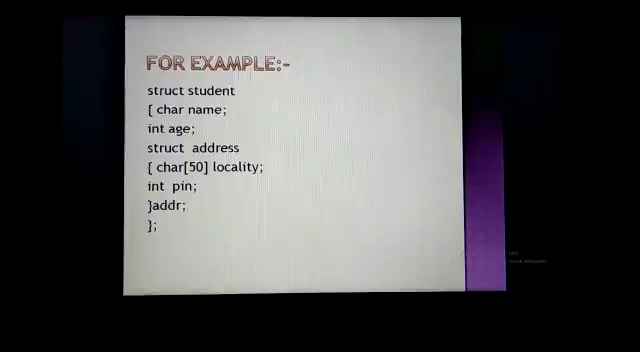 FOR EXAMPLE:-
struct student
{ char name;
int age;
struct address
{ char[50] locality;
int pin;
}addr;
};